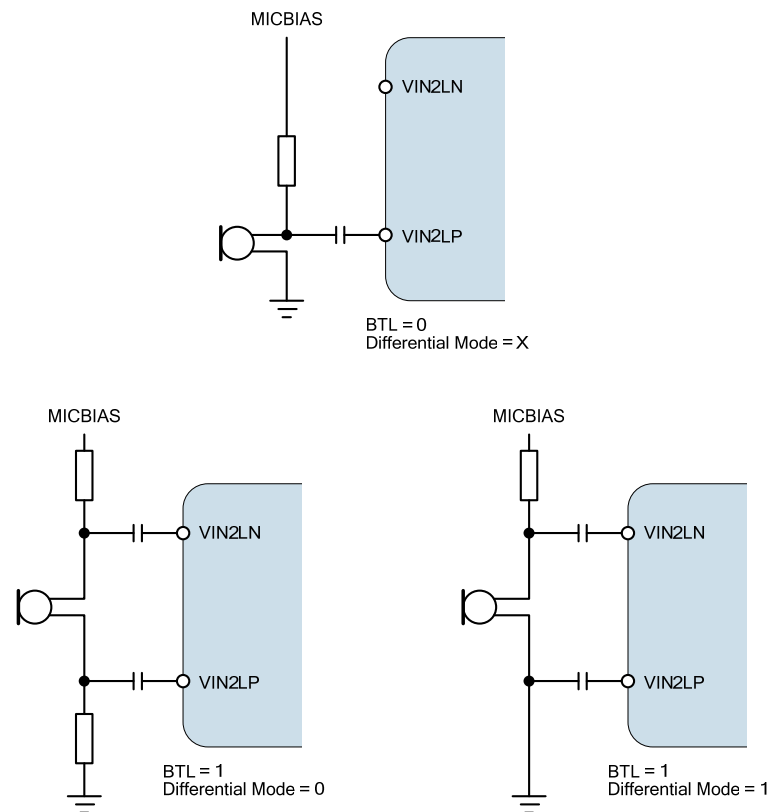 MICBIAS
VIN2LN
VIN2LP
BTL = 0
Differential Mode = X
MICBIAS
VIN2LN
VIN2LP
BTL = 1
Differential Mode = 0
MICBIAS
VIN2LN
VIN2LP
BTL = 1
Differential Mode = 1